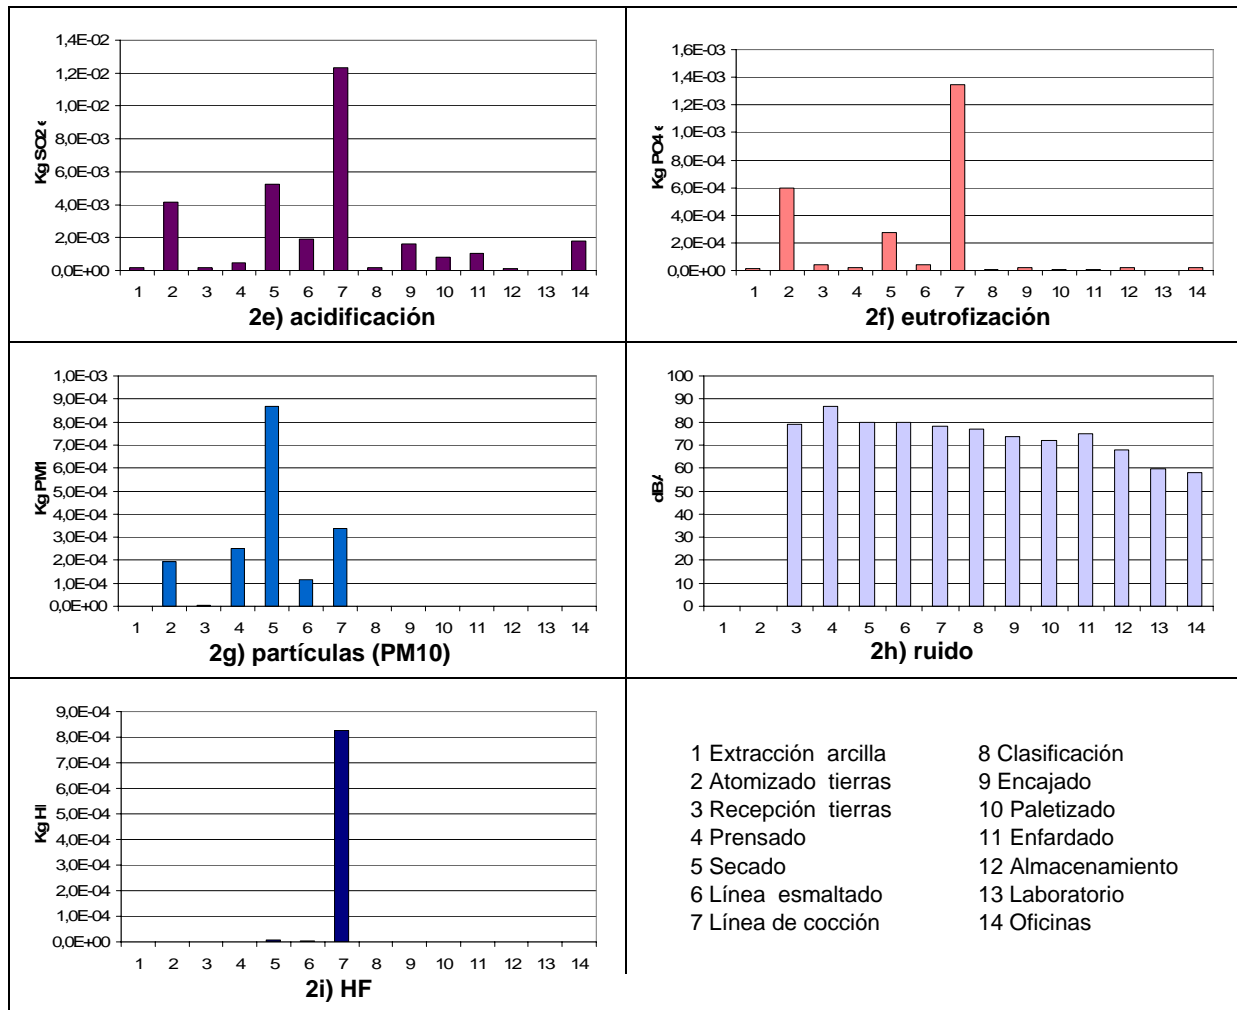 1,4E-02
1,2E-02
1,0E-02
8,0E-03
6,0E-03
4,0E-03
2,0E-03
0,0E+00
Kg SO2 e
1 2 3 4 5 6 7 8 9 10 11 12 13 14
2e) acidificación
1,6E-03
1,4E-03
1,2E-03
1,0E-03
8,0E-04
6,0E-04
4,0E-04
2,0E-04
0,0E+00
Kg PO4 e
1 2 3 4 5 6 7 8 9 10 11 12 13 14
2f) eutrofización
1,0E-03
9,0E-04
8,0E-04
7,0E-04
6,0E-04
5,0E-04
4,0E-04
3,0E-04
2,0E-04
1,0E-04
0,0E+00
Kg PM1
1 2 3 4 5 6 7 8 9 10 11 12 13 14
2g) partículas (PM10)
100
90
80
70
60
50
40
30
20
10
0
1 2 3 4 5 6 7 8 9 10 11 12 13 14
2h) ruido
9,0E-04
8,0E-04
7,0E-04
6,0E-04
5,0E-04
4,0E-04
3,0E-04
2,0E-04
1,0E-04
0,0E+00
1 2 3 4 5 6 7 8 9 10 11 12 13 14
2i) HF
1 Extracción arcilla
2 Atomizado tierras
3 Recepción tierras
4 Prensado
5 Secado
6 Línea esmaltado
7 Línea de cocción
8 Clasificación
9 Encajado
10 Paletizado
11 Enfardado
12 Almacenamiento
13 Laboratorio
14 Oficinas